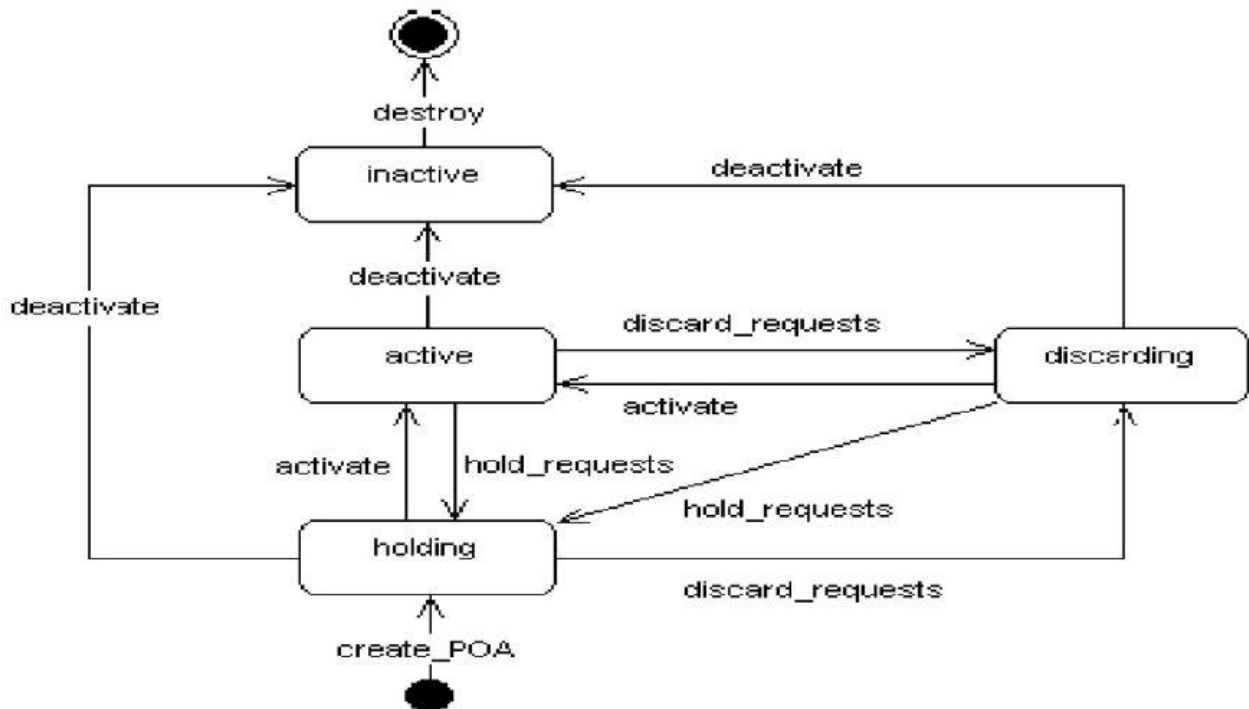 destroy
inactive
deactivate
deactivate
deactivate
discard_requests
active
discarding
activate
activate
hold_requests
hold_requests
holding
discard_requests
create_POA